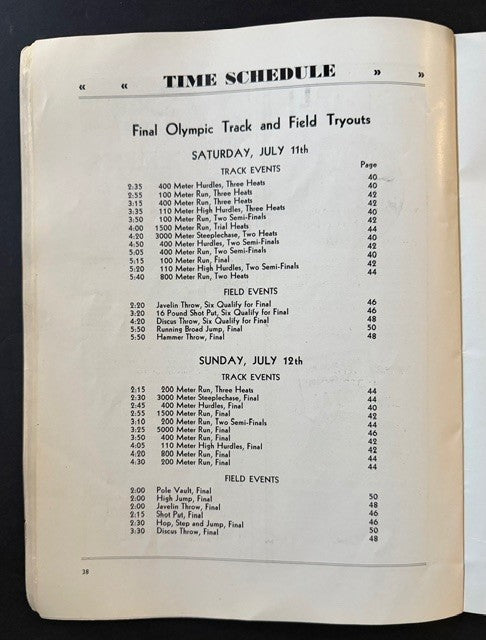 « « TIME SCHEDULE » »
Final Olympic Track and Field Tryouts
SATURDAY, JULY 11th
TRACK EVENTS Page
2:35 400 Meter Hurdles, Three Heats 40
2:55 100 Meter Run, Three Heats 40
3:15 400 Meter Run, Three Heats 42
3:35 110 Meter High Hurdles, Three Heats 42
3:50 100 Meter Run, Two Semi-Finals 40
4:00 1500 Meter Run, Trial Heats 42
4:20 3000 Meter Steeplechase, Two Heats 44
4:50 400 Meter Hurdles, Two Semi-Finals 40
5:05 400 Meter Run, Two Semi-Finals 42
5:15 100 Meter Run, Final 40
5:20 110 Meter High Hurdles, Two Semi-Finals 42
5:40 800 Meter Run, Two Heats 44
FIELD EVENTS
2:20 Javelin Throw, Six Qualify for Final 46
3:20 16 Pound Shot Put, Six Qualify for Final 46
4:20 Discus Throw, Six Qualify for Final 48
5:50 Running Broad Jump, Final 50
5:50 Hammer Throw, Final 48
SUNDAY, JULY 12th
TRACK EVENTS
2:15 200 Meter Run, Three Heats 44
2:30 3000 Meter Steeplechase, Final 44
2:45 400 Meter Hurdles, Final 40
2:55 1500 Meter Run, Final 42
3:10 200 Meter Run, Two Semi-Finals 44
3:25 5000 Meter Run, Final 46
3:50 400 Meter Run, Final 42
4:05 110 Meter High Hurdles, Final 42
4:20 800 Meter Run, Final 44
4:30 200 Meter Run, Final 44
FIELD EVENTS
2:00 Pole Vault, Final 50
2:00 High Jump, Final 48
2:00 Javelin Throw, Final 46
2:15 Shot Put, Final 46
2:30 Hop, Step and Jump, Final 50
3:30 Discus Throw, Final 48
38